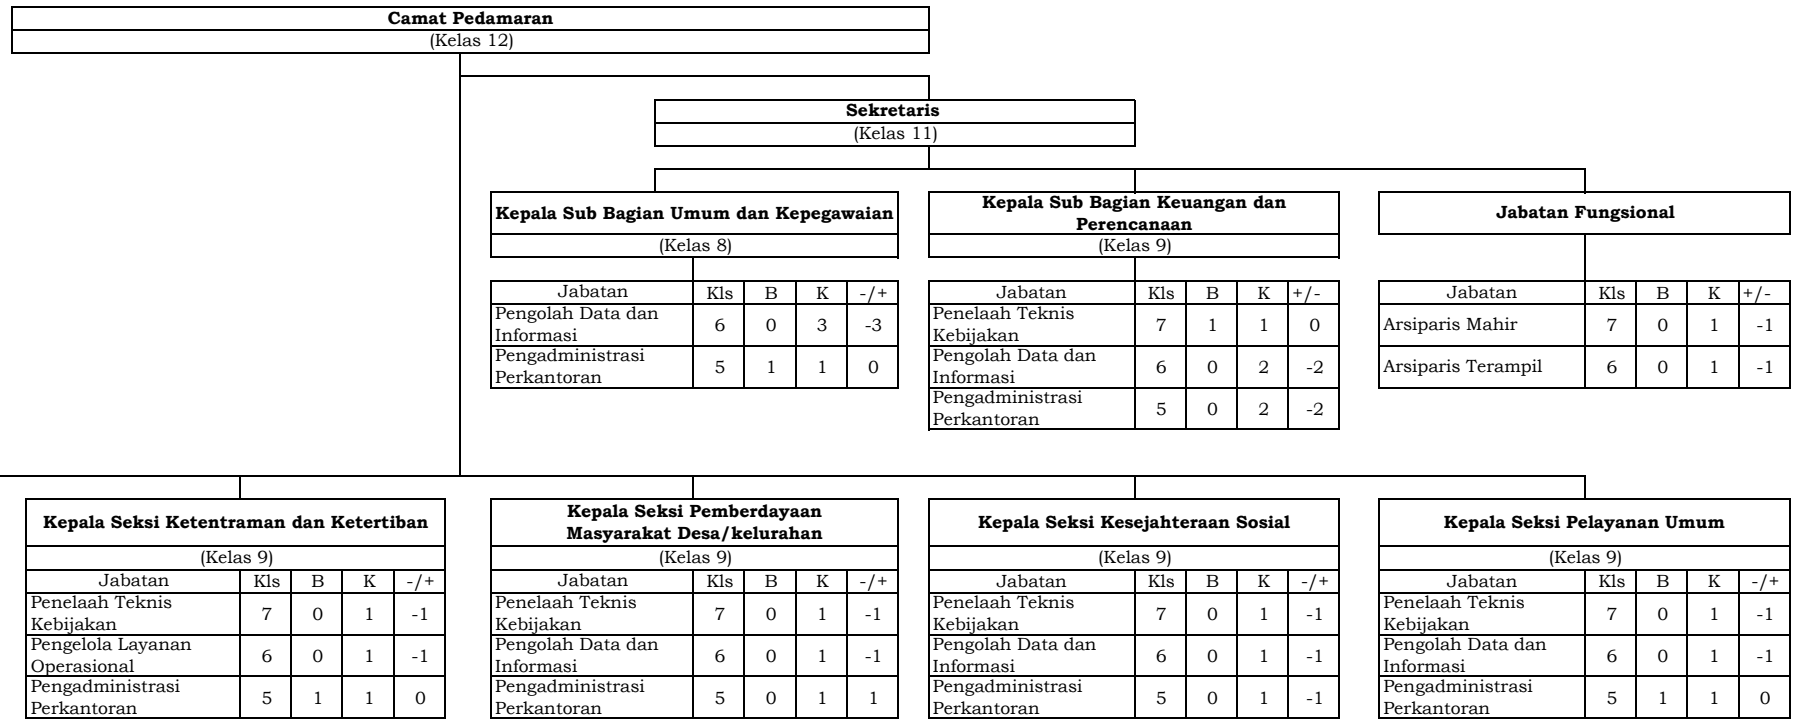 Camat Pedamaran
(Kelas 12)
Sekretaris
(Kelas 11)
Kepala Sub Bagian Umum dan Kepegawaian
(Kelas 8)
Jabatan Kls B K -/+
Pengolah Data dan
Informasi 6 0 3 -3
Pengadministrasi
Perkantoran 5 1 1 0
Kepala Sub Bagian Keuangan dan
Perencanaan
(Kelas 9)
Jabatan Kls B K +/-
Penelaah Teknis
Kebijakan 7 1 1 0
Pengolah Data dan
Informasi 6 0 2 -2
Pengadministrasi
Perkantoran 5 0 2 -2
Jabatan Fungsional
Jabatan Kls B K +/-
Arsiparis Mahir 7 0 1 -1
Arsiparis Terampil 6 0 1 -1
Kepala Seksi Ketentraman dan Ketertiban
(Kelas 9)
Jabatan Kls B K -/+
Penelaah Teknis
Kebijakan 7 0 1 -1
Pengelola Layanan
Operasional 6 0 1 -1
Pengadministrasi
Perkantoran 5 1 1 0
Kepala Seksi Pemberdayaan
Masyarakat Desa/kelurahan
(Kelas 9)
Jabatan Kls B K -/+
Penelaah Teknis
Kebijakan 7 0 1 -1
Pengolah Data dan
Informasi 6 0 1 -1
Pengadministrasi
Perkantoran 5 0 1 1
Kepala Seksi Kesejahteraan Sosial
(Kelas 9)
Jabatan Kls B K -/+
Penelaah Teknis
Kebijakan 7 0 1 -1
Pengolah Data dan
Informasi 6 0 1 -1
Pengadministrasi
Perkantoran 5 0 1 -1
Kepala Seksi Pelayanan Umum
(Kelas 9)
Jabatan Kls B K -/+
Penelaah Teknis
Kebijakan 7 0 1 -1
Pengolah Data dan
Informasi 6 0 1 -1
Pengadministrasi
Perkantoran 5 1 1 0